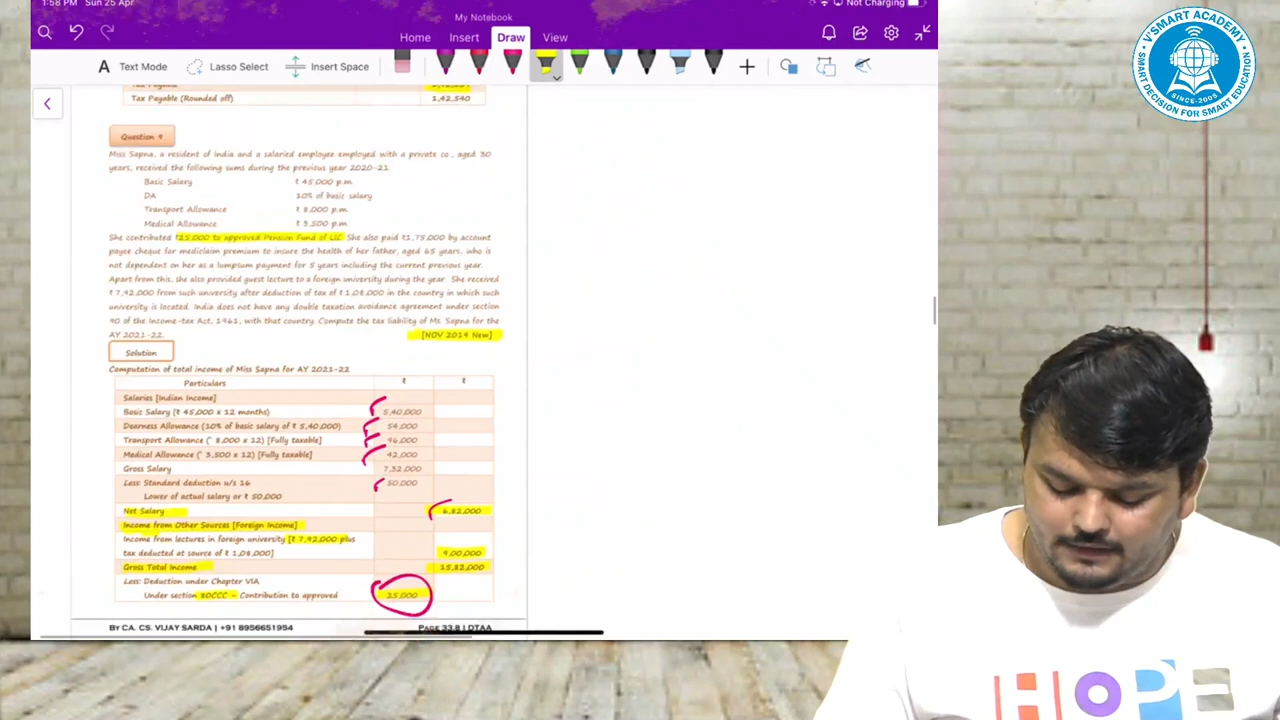 1:58 PM Sun 25 Apr
Not Charging
My Notebook
Home Insert Draw View
A Text Mode Lasso Select Insert Space
Tax Payable (Rounded off) 1,42,540
Question 9
Miss Sapna, a resident of India and a salaried employee employed with a private co., aged 30
years, received the following sums during the previous year 2020-21.
Basic Salary ₹ 45,000 p.m.
DA 10% of basic salary
Transport Allowance ₹ 8,000 p.m.
Medical Allowance ₹ 3,500 p.m.
She contributed ₹25,000 to approved Pension Fund of LIC She also paid ₹1,75,000 by account
payee cheque for mediclaim premium to insure the health of her father, aged 65 years, who is
not dependent on her as a lumpsum payment for 5 years including the current previous year.
Apart from this, she also provided guest lecture to a foreign university during the year. She received
₹ 7,92,000 from such university after deduction of tax of ₹ 1,08,000 in the country in which such
university is located. India does not have any double taxation avoidance agreement under section
90 of the Income-tax Act, 1961, with that country. Compute the tax liability of Ms. Sapna for the
AY 2021-22. [NOV 2019 New]
Solution
Computation of total income of Miss Sapna for AY 2021-22
Particulars ₹ ₹
Salaries [Indian Income]
Basic Salary (₹ 45,000 x 12 months) 5,40,000
Dearness Allowance (10% of basic salary of ₹ 5,40,000) 54,000
Transport Allowance (` 8,000 x 12) [Fully taxable] 96,000
Medical Allowance (` 3,500 x 12) [Fully taxable] 42,000
Gross Salary 7,32,000
Less: Standard deduction u/s 16 50,000
Lower of actual salary or ₹ 50,000
Net Salary 6,82,000
Income from Other Sources [Foreign Income]
Income from lectures in foreign university [₹ 7,92,000 plus
tax deducted at source of ₹ 1,08,000] 9,00,000
Gross Total Income 15,82,000
Less: Deduction under Chapter VIA
Under section 80CCC – Contribution to approved 25,000
BY CA. CS. VIJAY SARDA | +91 8956651954 PAGE 33.8 | DTAA
V'SMART ACADEMY
SINCE-2005
- SMART DECISION FOR SMART EDUCATION -
HOPE